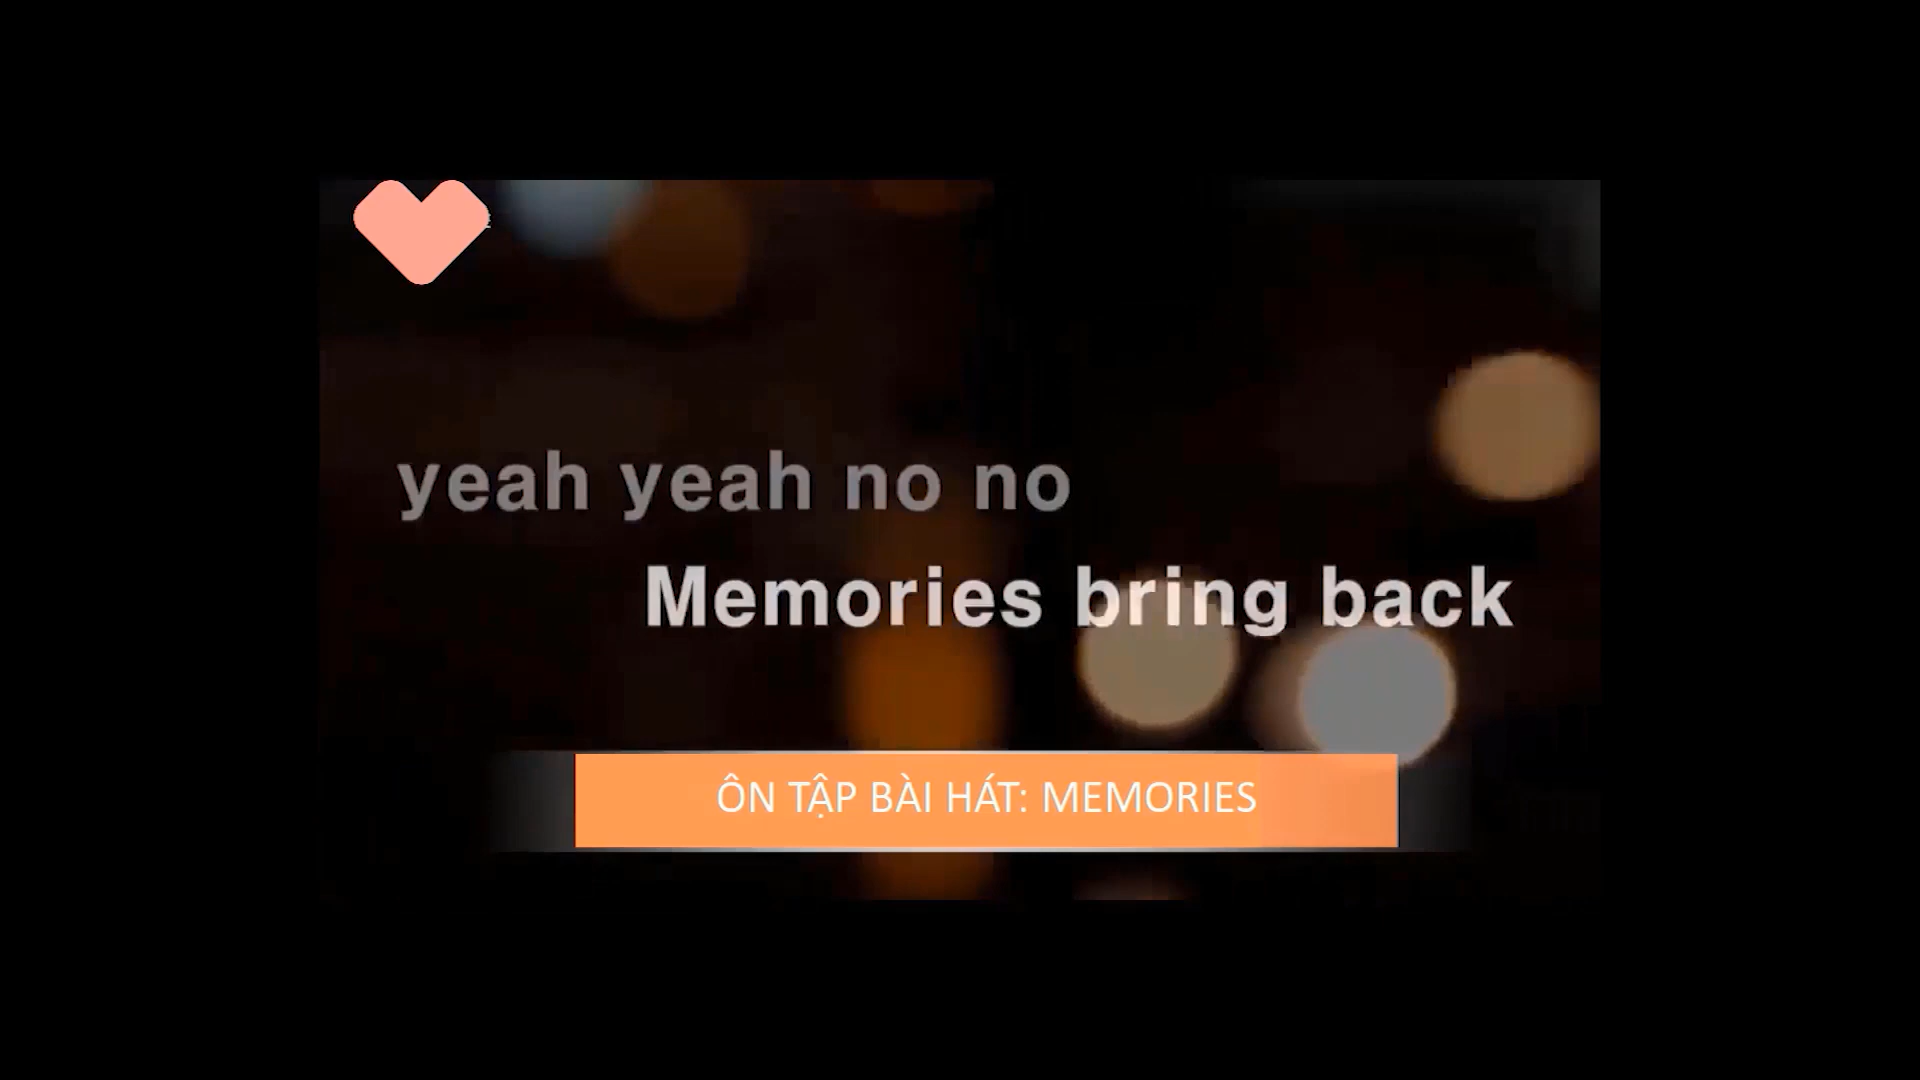 yeah yeah no no
Memories bring back
ÔN TẬP BÀI HÁT: MEMORIES